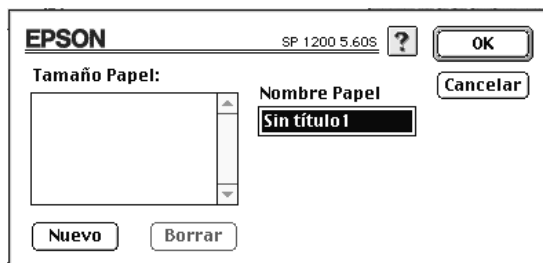 EPSON
SP 1200 5.60S
?
OK
Tamaño Papel:
Cancelar
Nombre Papel
Sin título1
Nuevo
Borrar